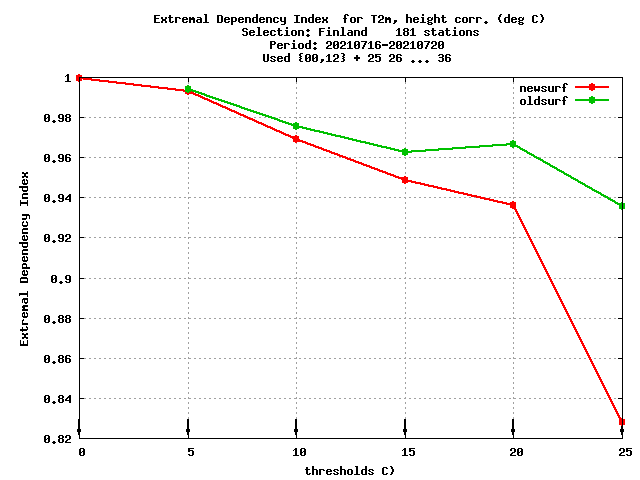 Extremal Dependency Index  for T2m, height corr. (deg C)
Selection: Finland    181 stations
Period: 20210716-20210720
Used {00,12} + 25 26 ... 36
newsurf
oldsurf
1
0.98
0.96
0.94
0.92
0.9
0.88
0.86
0.84
0.82
Extremal Dependency Index
0 5 10 15 20 25
thresholds C)